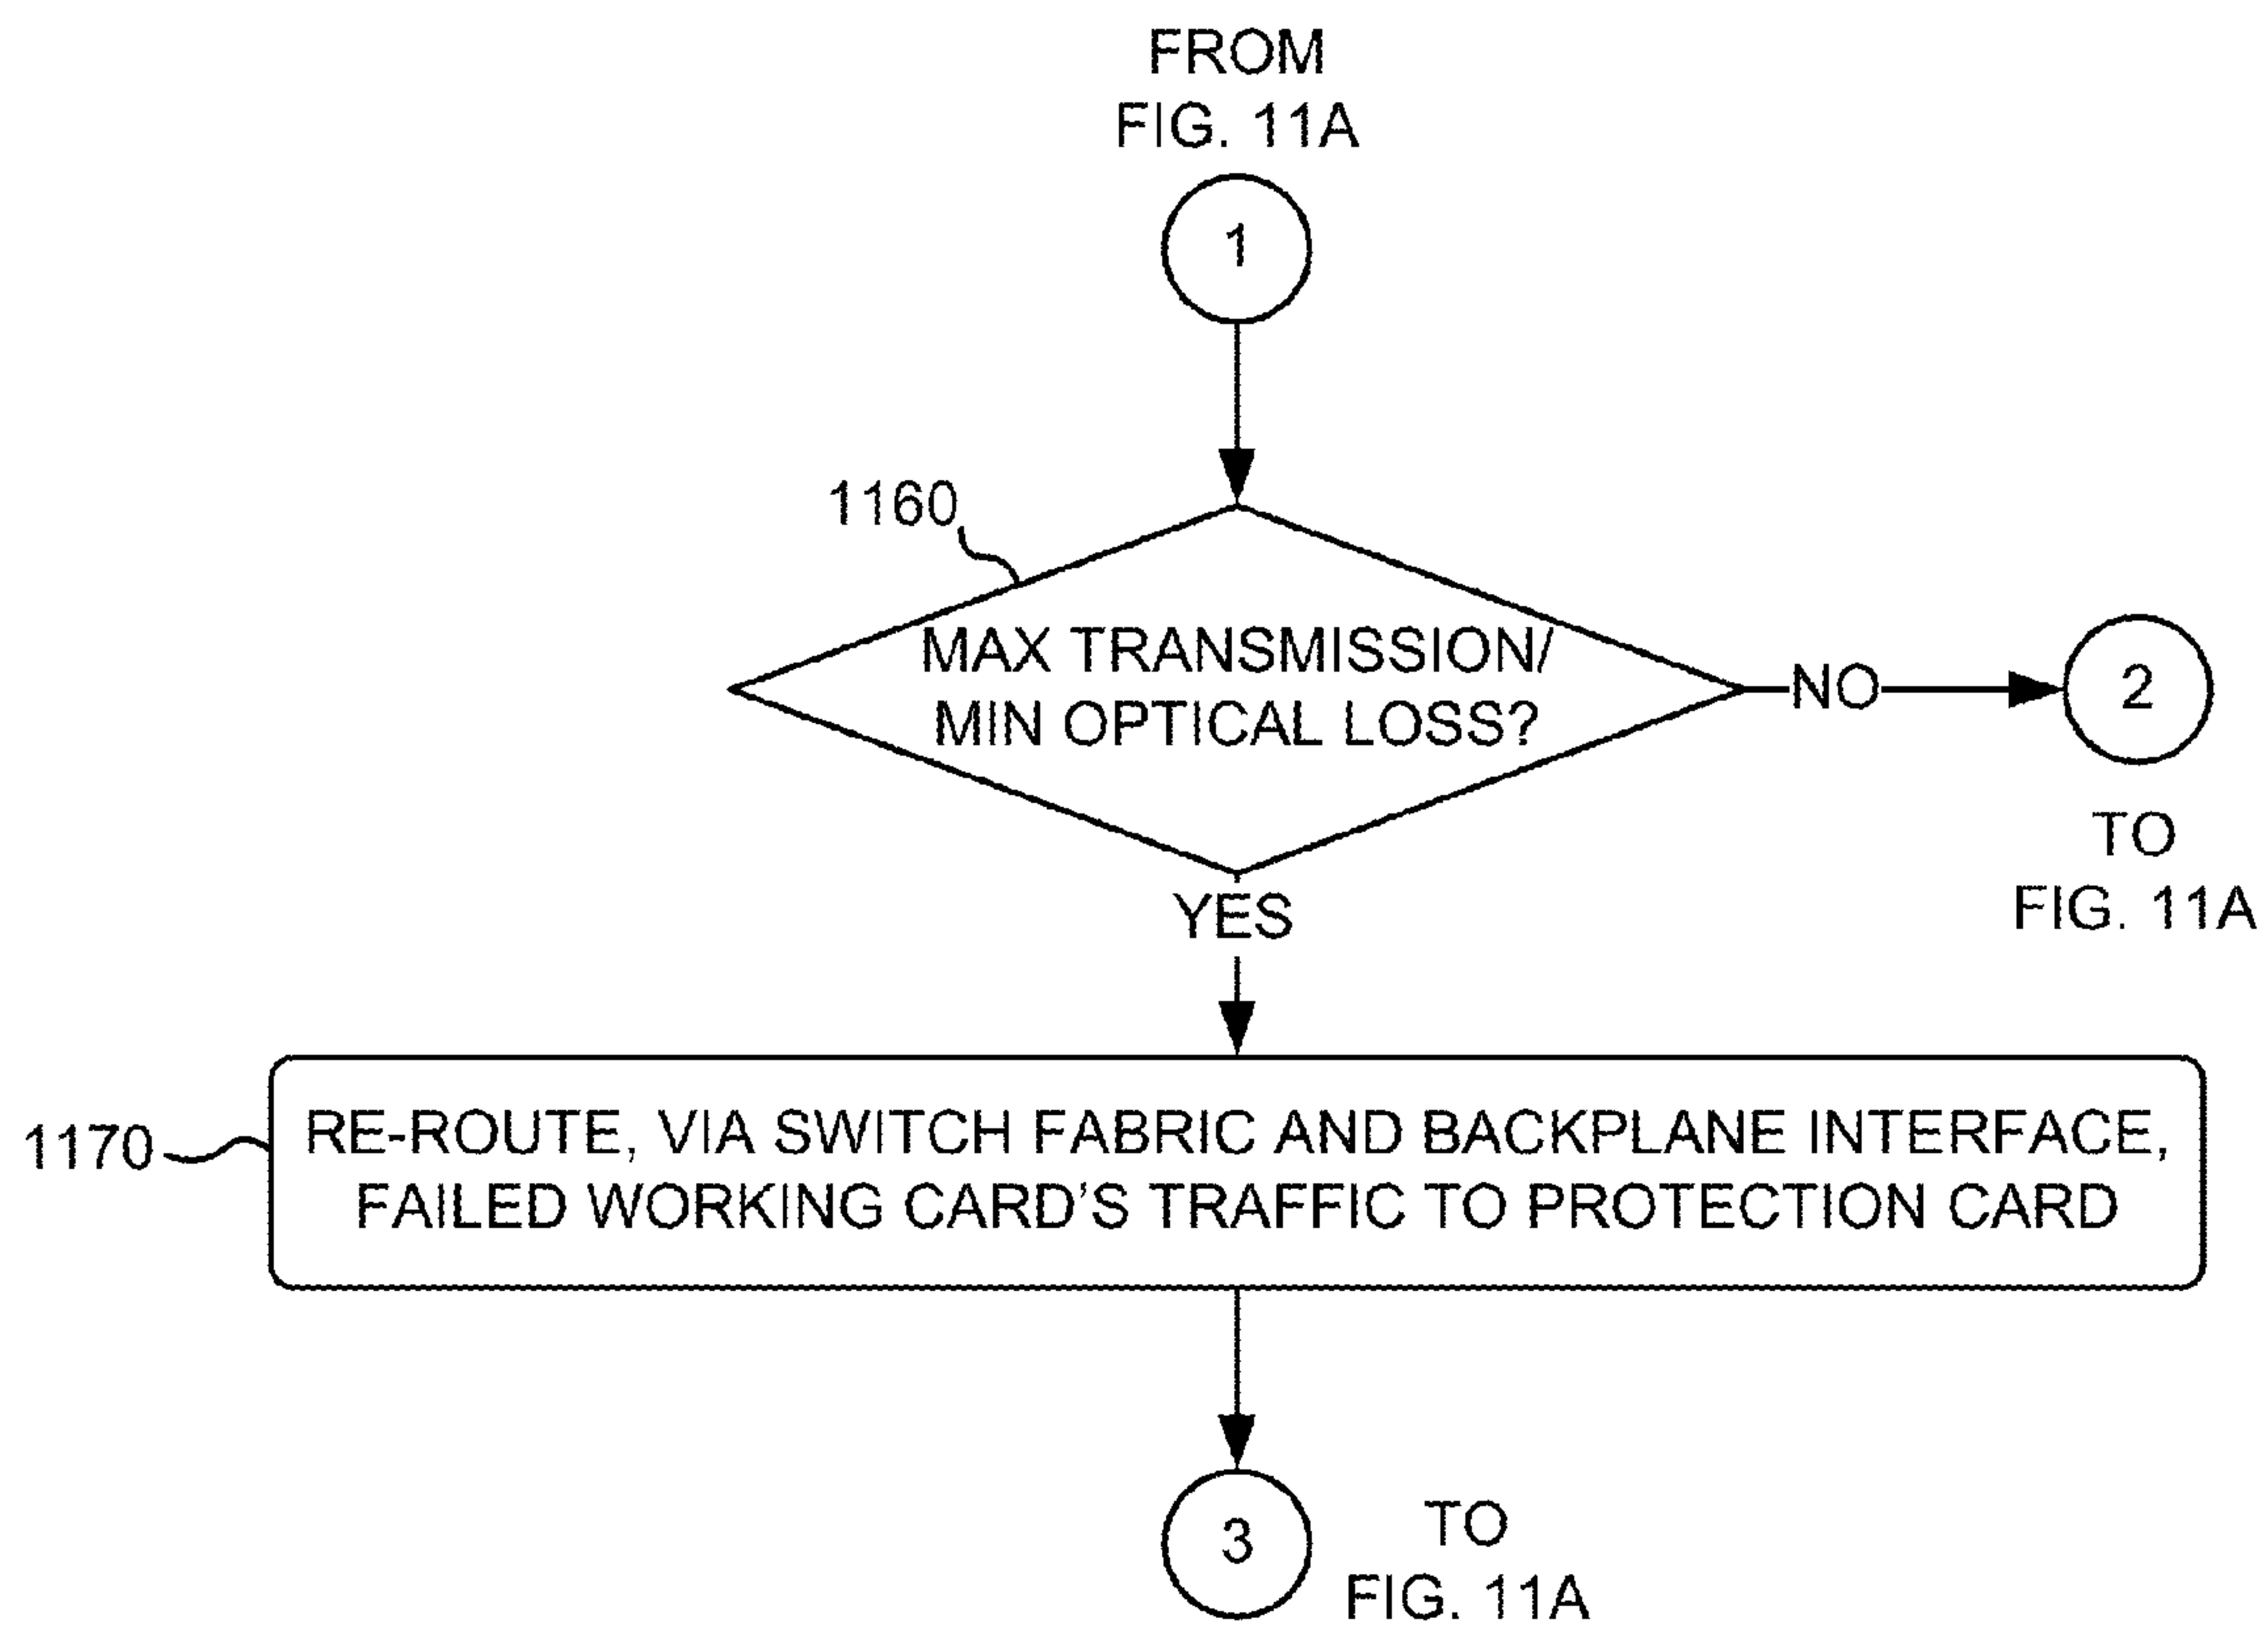 FROM
FIG. 11A
1
1160
MAX TRANSMISSION/
MIN OPTICAL LOSS?
NO
2
TO
FIG. 11A
YES
1170
RE-ROUTE, VIA SWITCH FABRIC AND BACKPLANE INTERFACE,
FAILED WORKING CARD'S TRAFFIC TO PROTECTION CARD
3
TO
FIG. 11A